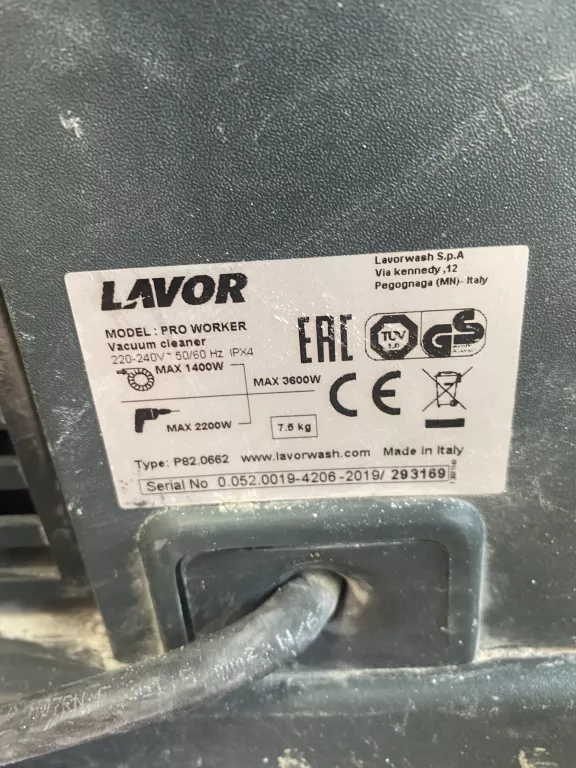 LAVOR
Lavorwash S.p.A
Via kennedy ,12
Pegognaga (MN)- Italy
MODEL : PRO WORKER
Vacuum cleaner
220-240V~ 50/60 Hz IPX4
MAX 1400W
MAX 3600W
MAX 2200W
7.5 kg
EAC
TÜV
GS
CE
Type: P82.0662 www.lavorwash.com Made in Italy
Serial No 0.052.0019-4206-2019/ 293169